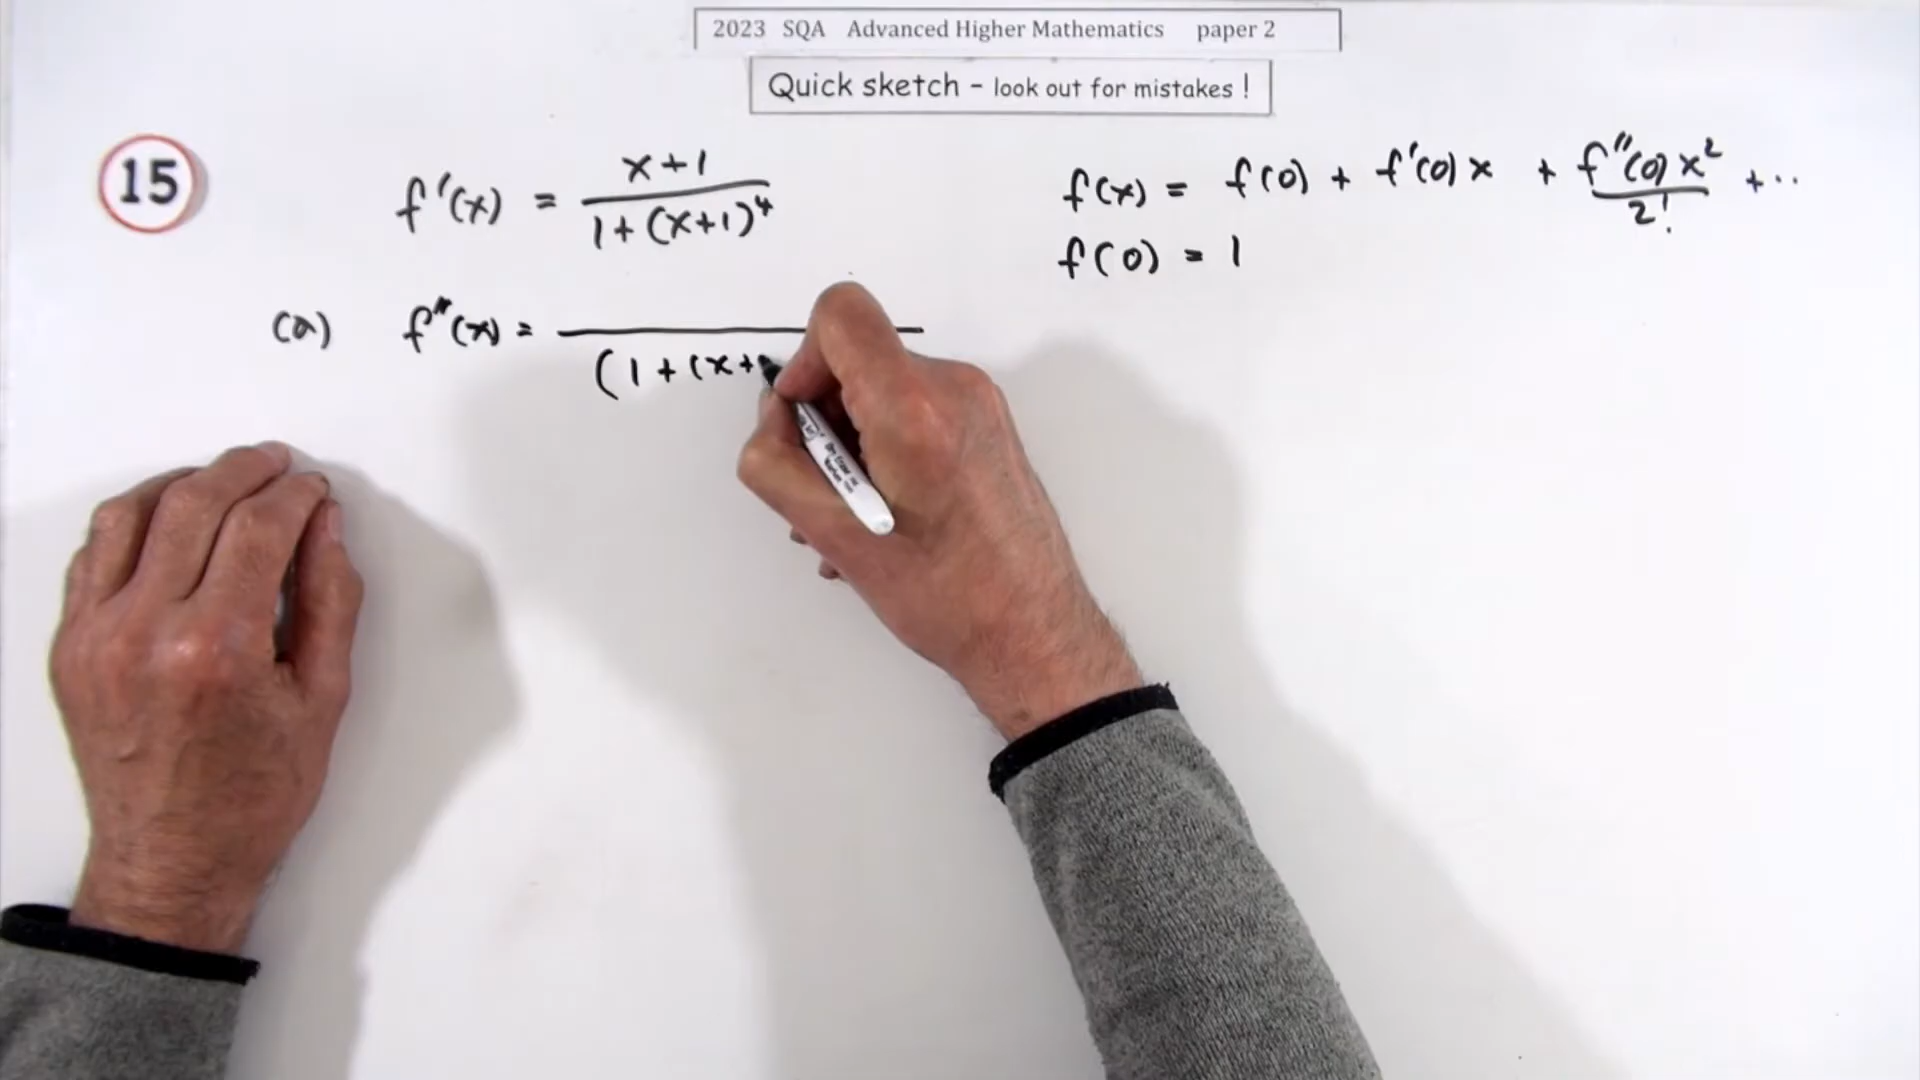 2023 SQA Advanced Higher Mathematics paper 2
Quick sketch - look out for mistakes !
15
f'(x) = x+1 / 1+(x+1)^4
f(x) = f(0) + f'(0)x + f''(0)x^2 / 2! + ..
f(0) = 1
(a) f''(x) =
(1+(x+